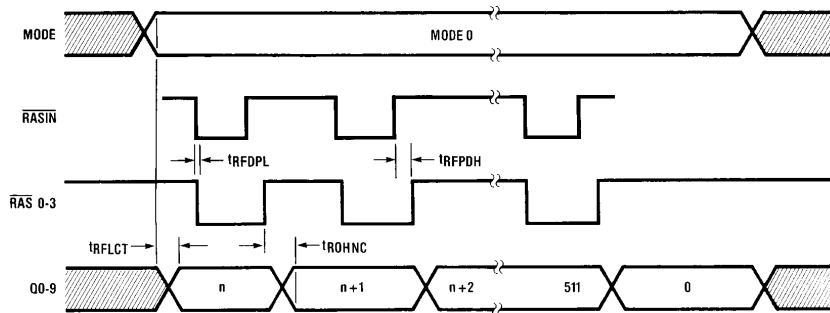 MODE
MODE 0
RASIN
tRFDPL
tRFPDH
RAS 0-3
tRFLCT
tROHNC
Q0-9
n
n+1
n+2
511
0